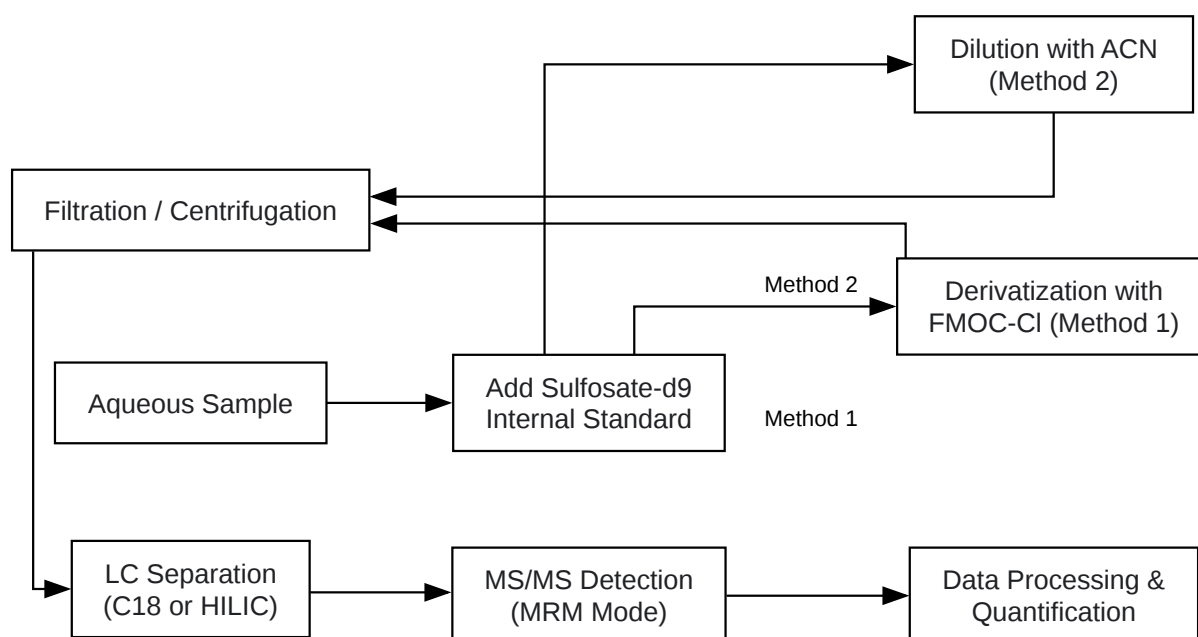 Dilution with ACN
(Method 2)
Filtration / Centrifugation
Method 2
Derivatization with
FMOC-Cl (Method 1)
Aqueous Sample
Add Sulfosate-d9
Internal Standard
Method 1
LC Separation
(C18 or HILIC)
MS/MS Detection
(MRM Mode)
Data Processing &
Quantification